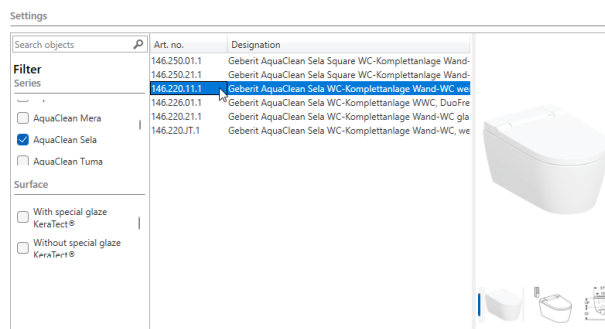 Settings
Search objects
Art. no.
Designation
Filter
Series
AquaClean Mera
AquaClean Sela
AquaClean Tuma
Surface
With special glaze
KeraTect®
Without special glaze
KeraTect®
146.250.01.1 Geberit AquaClean Sela Square WC-Komplettanlage Wand-
146.250.21.1 Geberit AquaClean Sela Square WC-Komplettanlage Wand-
146.220.11.1 Geberit AquaClean Sela WC-Komplettanlage Wand-WC wei
146.226.01.1 Geberit AquaClean Sela WC-Komplettanlage WWC, DuoFre
146.220.21.1 Geberit AquaClean Sela WC-Komplettanlage Wand-WC gla
146.220.JT.1 Geberit AquaClean Sela WC-Komplettanlage Wand-WC, we